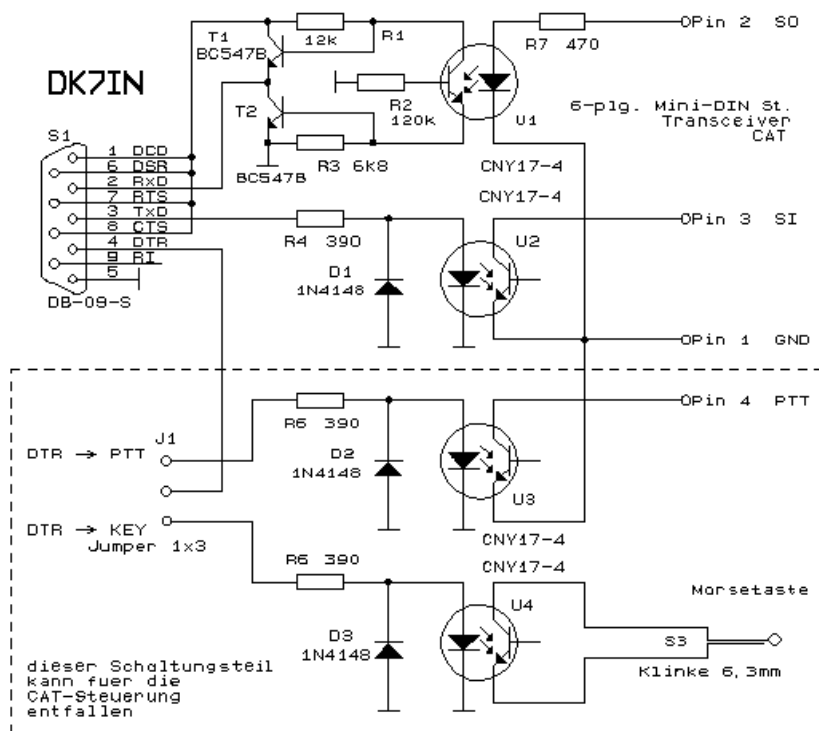 T1
BC547B
12k
R1
R7 470
Pin 2 SO
DK7IN
T2
R2
120k
U1
6-plg. Mini-DIN St.
Transceiver
CAT
S1
R3 6k8
BC547B
CNY17-4
CNY17-4
1 DCD
6 DSR
2 RxD
7 RTS
3 TxD
8 CTS
4 DTR
9 RI
5
DB-09-S
R4 390
U2
Pin 3 SI
D1
1N4148
Pin 1 GND
Pin 4 PTT
R6 390
J1
DTR → PTT
D2
1N4148
U3
DTR → KEY
Jumper 1x3
CNY17-4
CNY17-4
R6 390
U4
Morsetaste
D3
1N4148
S3
Klinke 6,3mm
dieser Schaltungsteil
kann fuer die
CAT-Steuerung
entfallen